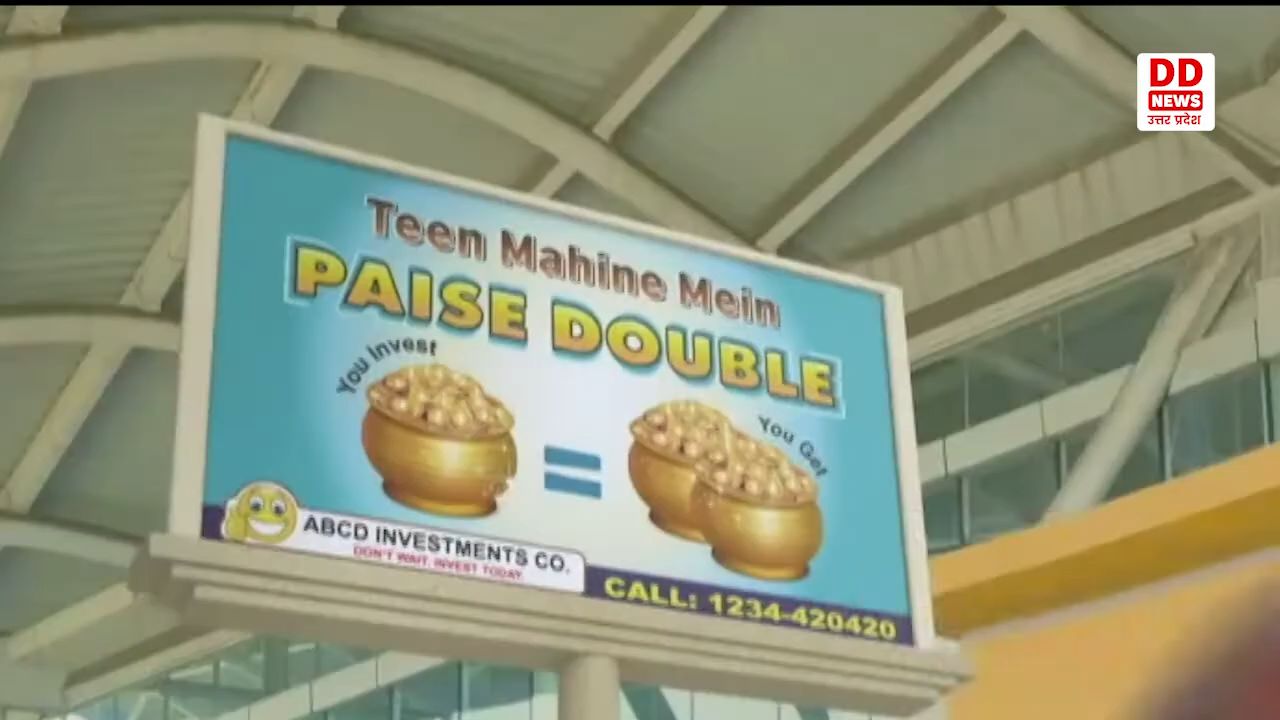 DD
NEWS
उत्तर प्रदेश
Teen Mahine Mein
PAISE DOUBLE
You Invest
You Get
ABCD INVESTMENTS CO.
DON'T WAIT, INVEST TODAY.
CALL: 1234-420420